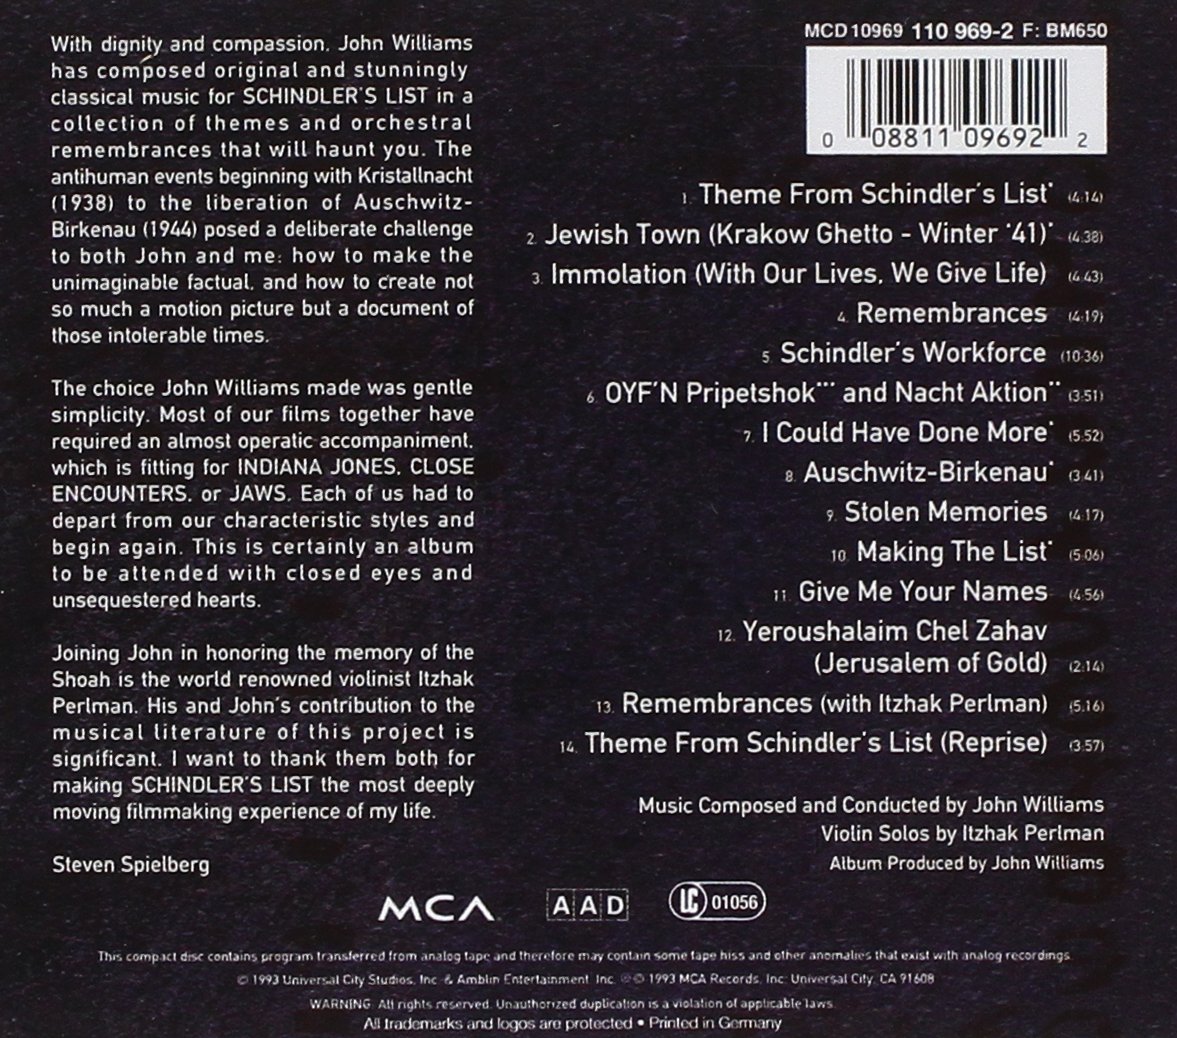 With dignity and compassion, John Williams
has composed original and stunningly
classical music for SCHINDLER'S LIST in a
collection of themes and orchestral
remembrances that will haunt you. The
antihuman events beginning with Kristallnacht
(1938) to the liberation of Auschwitz-
Birkenau (1944) posed a deliberate challenge
to both John and me: how to make the
unimaginable factual, and how to create not
so much a motion picture but a document of
those intolerable times.
The choice John Williams made was gentle
simplicity. Most of our films together have
required an almost operatic accompaniment,
which is fitting for INDIANA JONES, CLOSE
ENCOUNTERS, or JAWS. Each of us had to
depart from our characteristic styles and
begin again. This is certainly an album
to be attended with closed eyes and
unsequestered hearts.
Joining John in honoring the memory of the
Shoah is the world renowned violinist Itzhak
Perlman. His and John's contribution to the
musical literature of this project is
significant. I want to thank them both for
making SCHINDLER'S LIST the most deeply
moving filmmaking experience of my life.
Steven Spielberg
MCD 10969 110 969-2 F: BM650
0 08811 09692 2
1. Theme From Schindler's List* (4:14)
2. Jewish Town (Krakow Ghetto - Winter '41)* (4:38)
3. Immolation (With Our Lives, We Give Life) (4:43)
4. Remembrances (4:19)
5. Schindler's Workforce (10:36)
6. OYF'N Pripetshok*** and Nacht Aktion** (3:51)
7. I Could Have Done More* (5:52)
8. Auschwitz-Birkenau* (3:41)
9. Stolen Memories (4:17)
10. Making The List* (5:06)
11. Give Me Your Names (4:56)
12. Yeroushalaim Chel Zahav
(Jerusalem of Gold) (2:14)
13. Remembrances (with Itzhak Perlman) (5:16)
14. Theme From Schindler's List (Reprise) (3:57)
Music Composed and Conducted by John Williams
Violin Solos by Itzhak Perlman
Album Produced by John Williams
MCA AAD LC 01056
This compact disc contains program transferred from analog tape and therefore may contain some tape hiss and other anomalies that exist with analog recordings.
© 1993 Universal City Studios, Inc. & Amblin Entertainment, Inc. ℗ © 1993 MCA Records, Inc. Universal City, CA 91608
WARNING: All rights reserved. Unauthorized duplication is a violation of applicable laws.
All trademarks and logos are protected • Printed in Germany